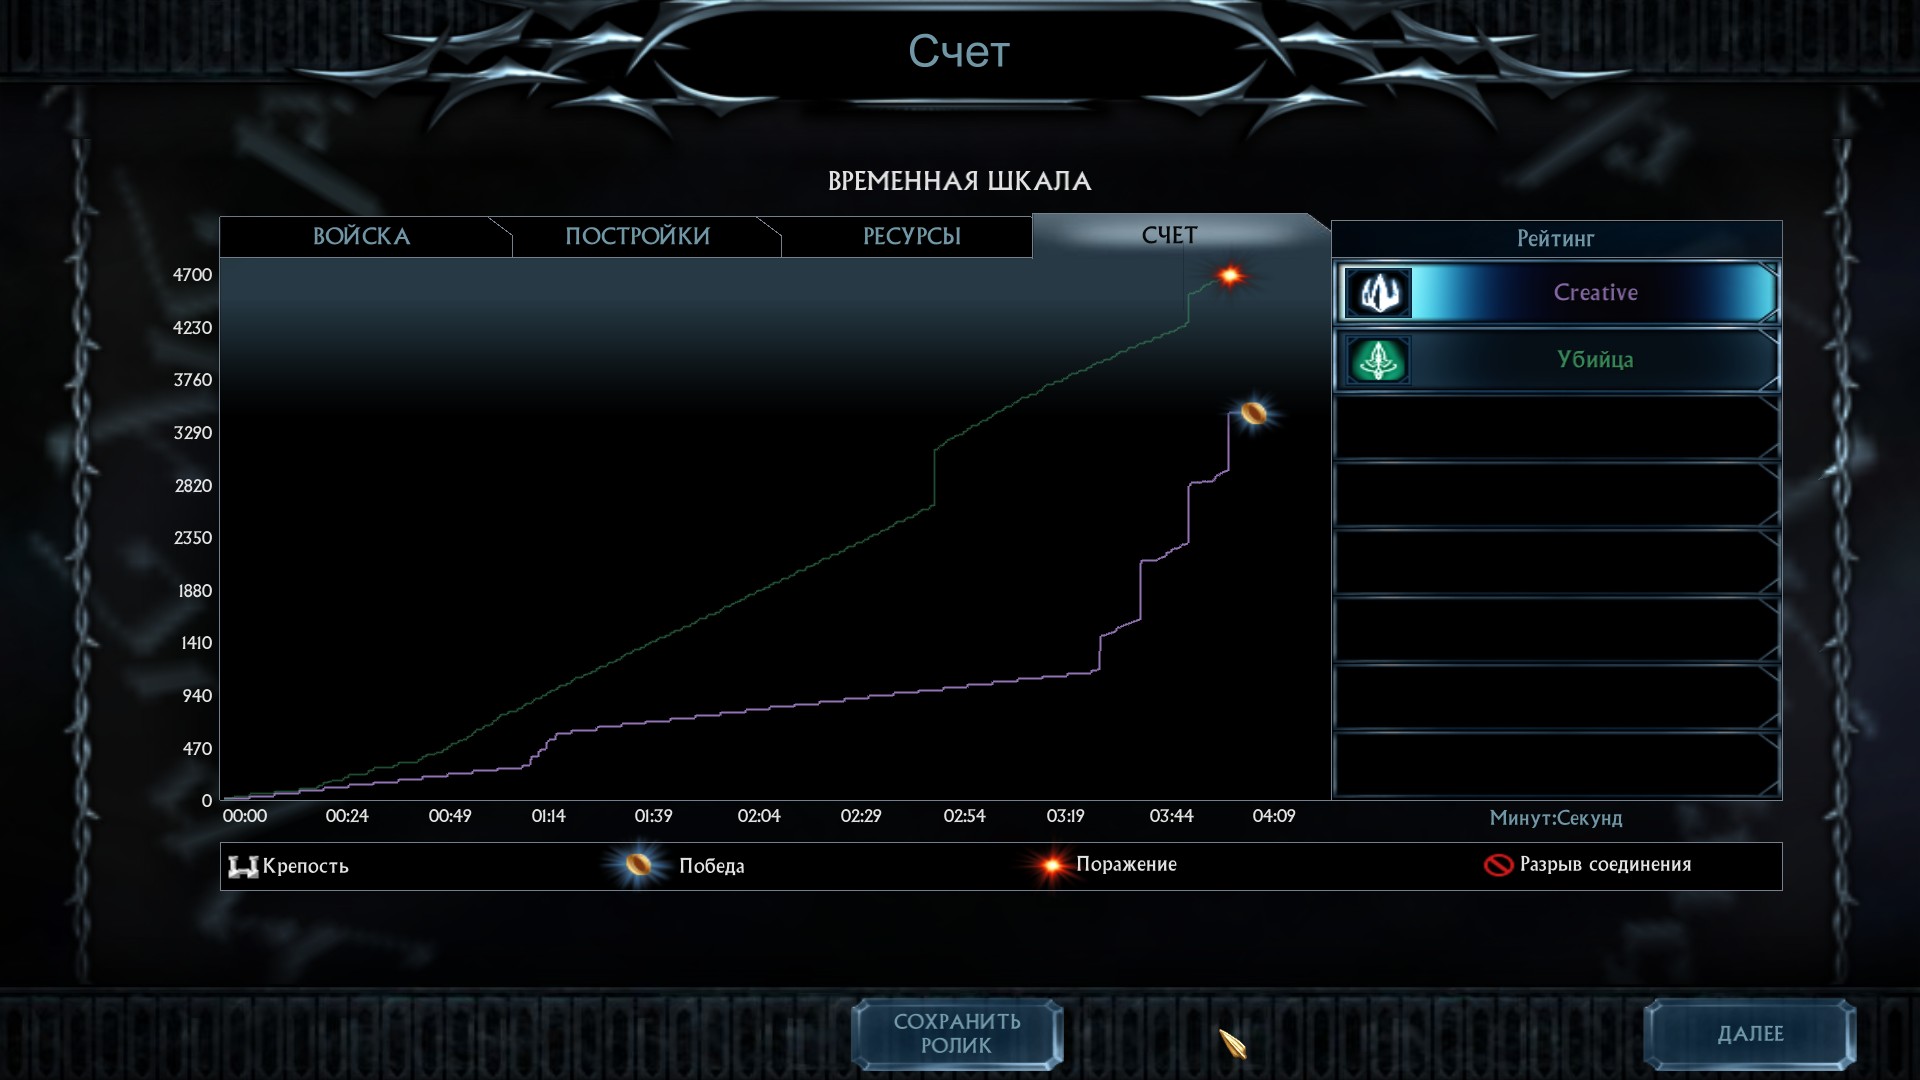 Счет
ВРЕМЕННАЯ ШКАЛА
ВОЙСКА
ПОСТРОЙКИ
РЕСУРСЫ
СЧЕТ
Рейтинг
Creative
Убийца
4700
4230
3760
3290
2820
2350
1880
1410
940
470
0
00:00 00:24 00:49 01:14 01:39 02:04 02:29 02:54 03:19 03:44 04:09
Минут:Секунд
Крепость
Победа
Поражение
Разрыв соединения
СОХРАНИТЬ
РОЛИК
ДАЛЕЕ